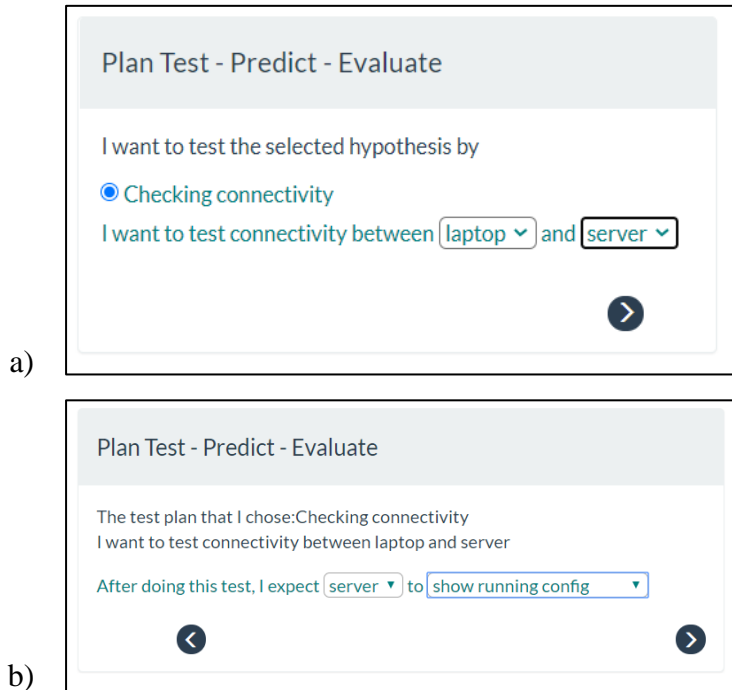 Plan Test - Predict - Evaluate
I want to test the selected hypothesis by
Checking connectivity
I want to test connectivity between laptop and server
a)
Plan Test - Predict - Evaluate
The test plan that I chose:Checking connectivity
I want to test connectivity between laptop and server
After doing this test, I expect server to show running config
b)